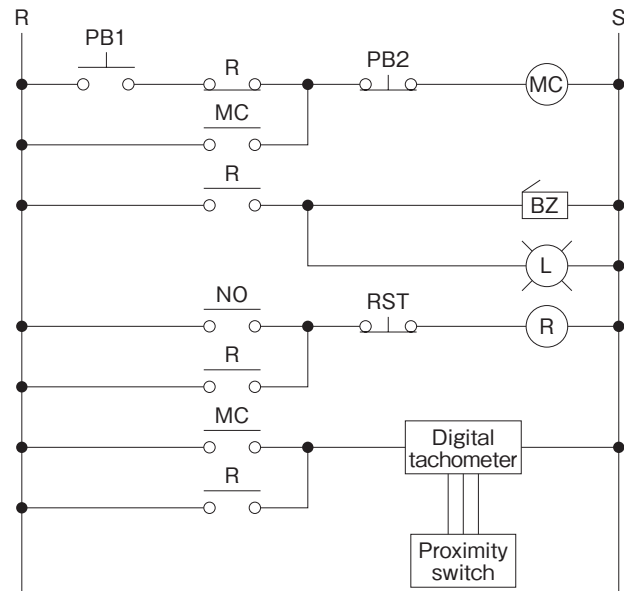 R S
PB1
R
PB2
MC
MC
R
BZ
L
NO
RST
R
R
MC
Digital
tachometer
R
Proximity
switch